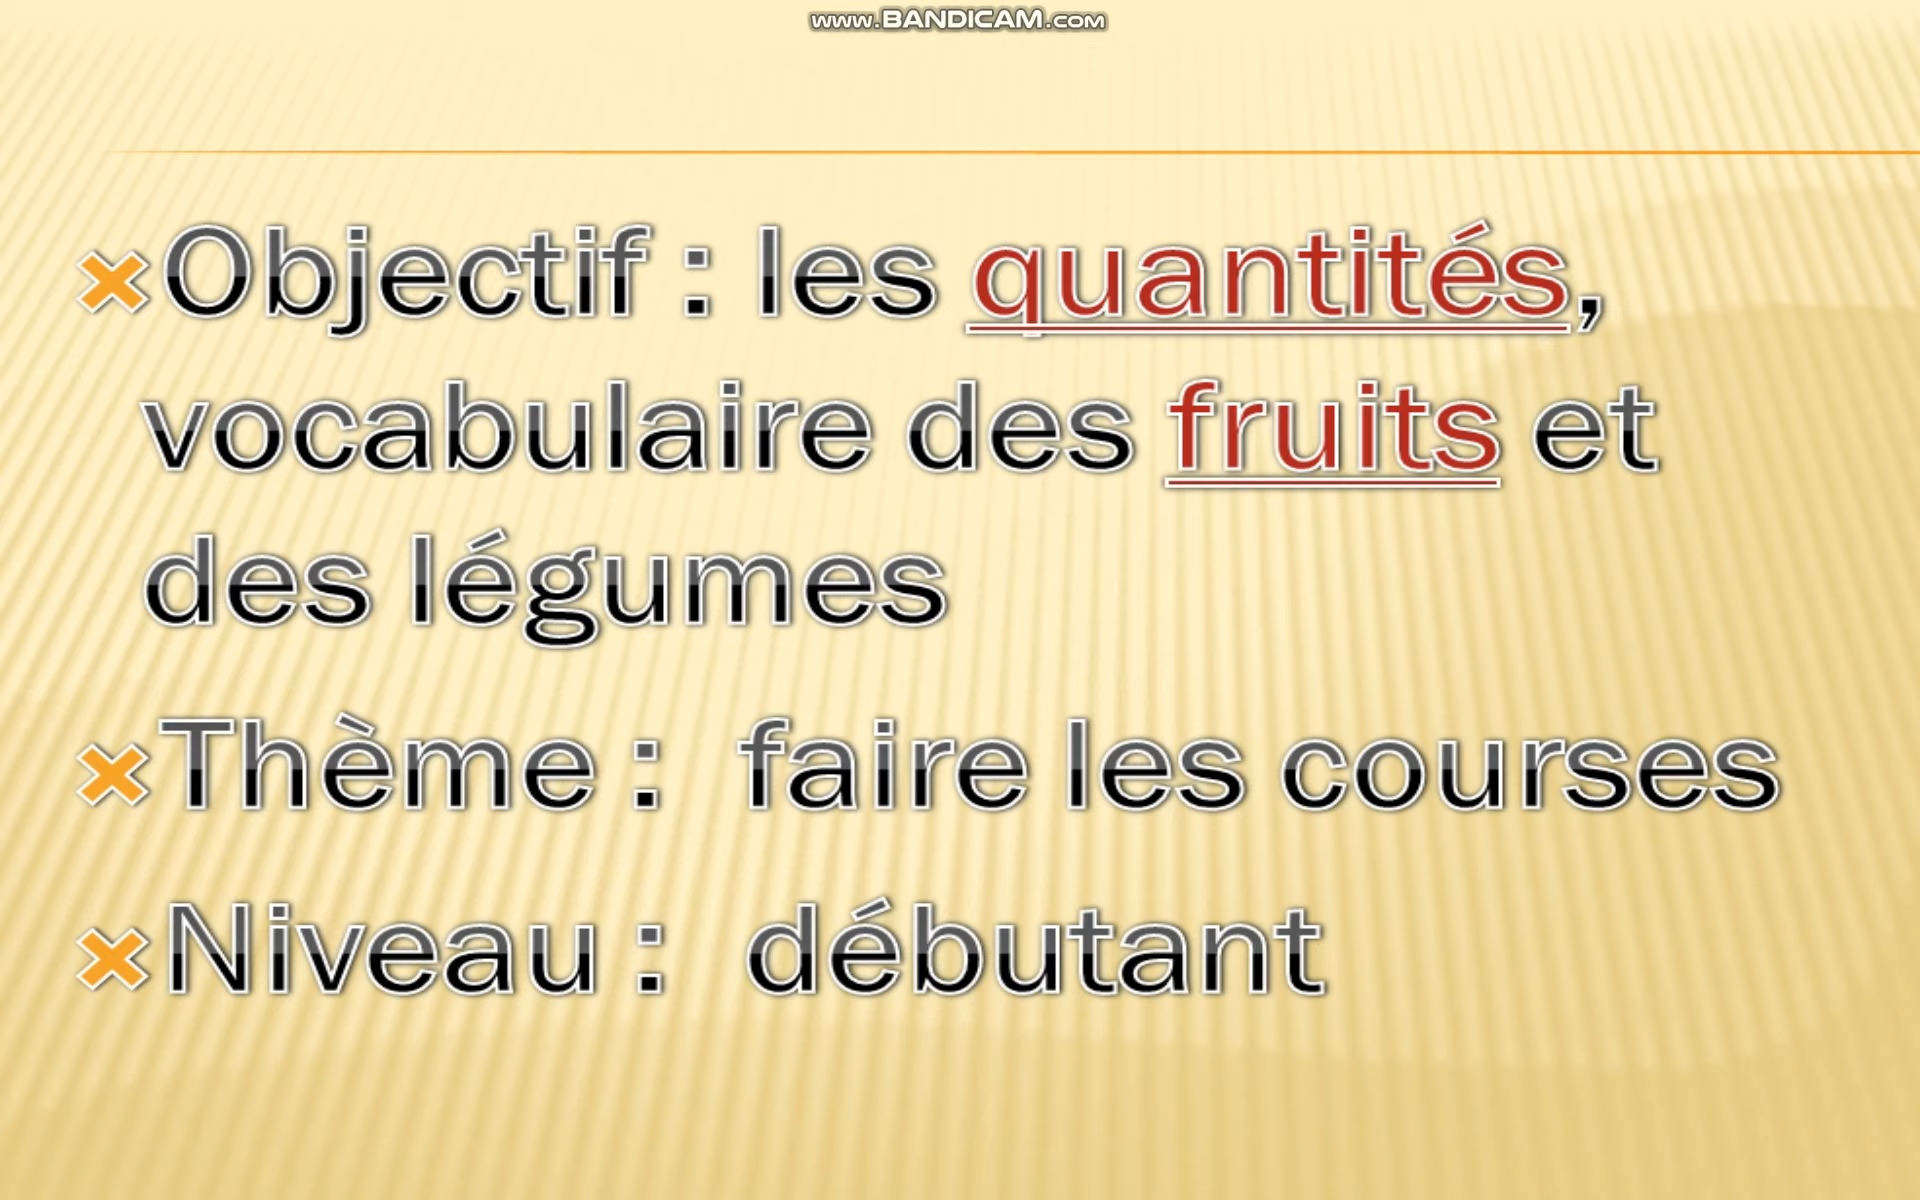 www.BANDICAM.com
Objectif : les quantités,
vocabulaire des fruits et
des légumes
Thème : faire les courses
Niveau : débutant